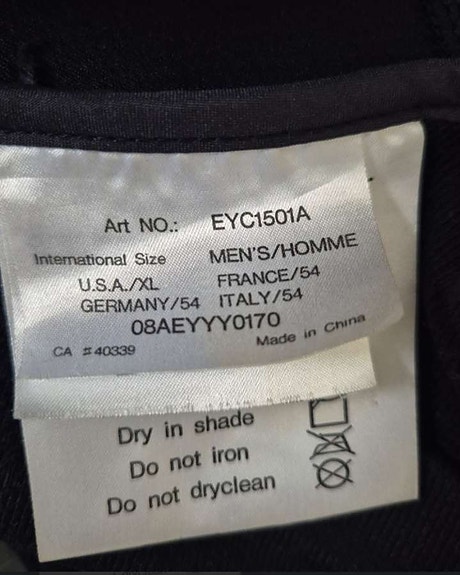 Art NO.: EYC1501A
International Size MEN'S/HOMME
U.S.A./XL FRANCE/54
GERMANY/54 ITALY/54
08AEYYY0170
CA #40339 Made in China
Dry in shade
Do not iron
Do not dryclean